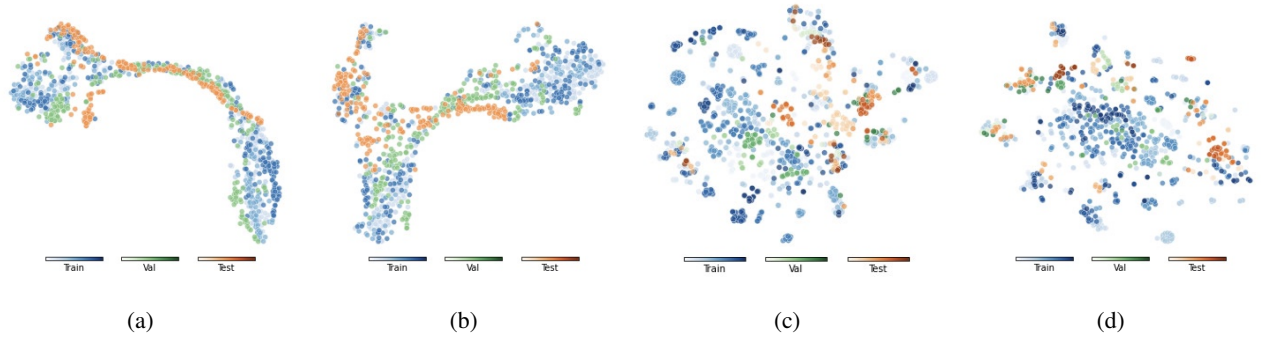 Train Val Test
Train Val Test
Train Val Test
Train Val Test
(a)
(b)
(c)
(d)